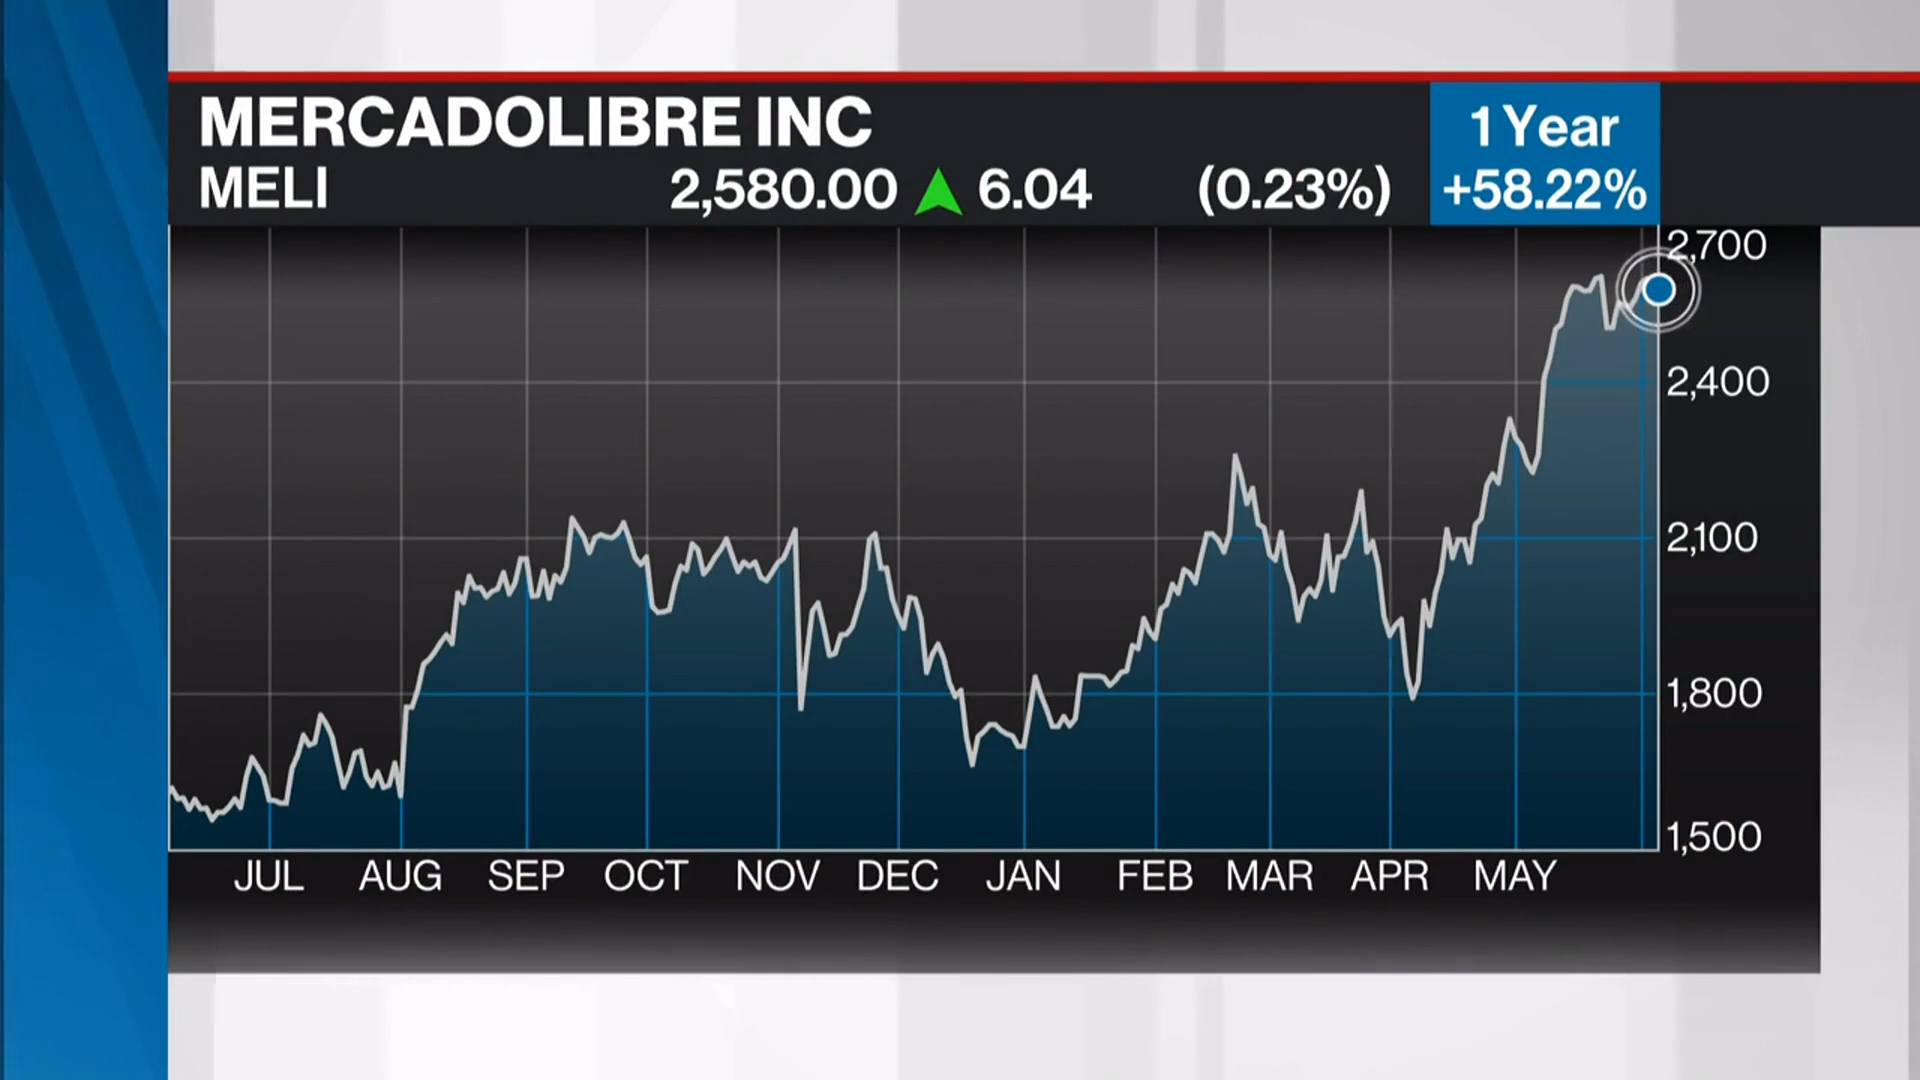 MERCADOLIBRE INC
MELI 2,580.00 6.04 (0.23%)
1 Year
+58.22%
2,700
2,400
2,100
1,800
1,500
JUL AUG SEP OCT NOV DEC JAN FEB MAR APR MAY